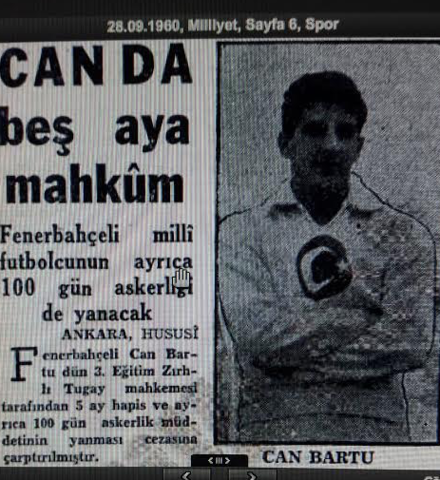 28.09.1960, Milliyet, Sayfa 6, Spor
CAN DA
beş aya
mahkûm
Fenerbahçeli millî
futbolcunun ayrıca
100 gün askerliği
de yanacak
ANKARA, HUSUSÎ
Fenerbahçeli Can Bar-
tu dün 3. Eğitim Zırh-
lı Tugay mahkemesi
tarafından 5 ay hapis ve ay-
rıca 100 gün askerlik müd-
detinin yanması cezasına
çarptırılmıştır.
CAN BARTU